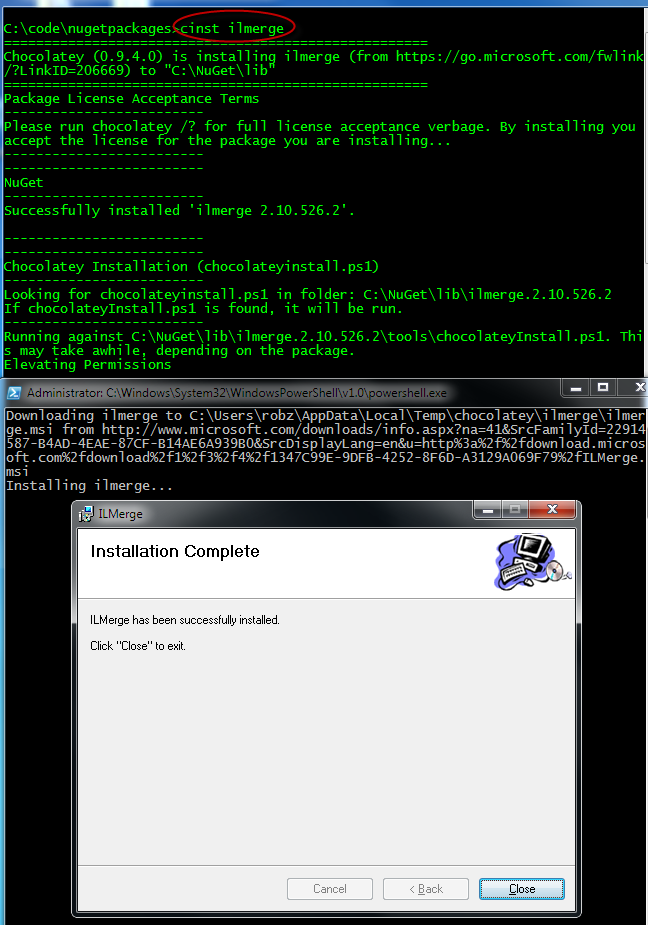 C:\code\nugetpackages>cinst ilmerge
======================================================
Chocolatey (0.9.4.0) is installing ilmerge (from https://go.microsoft.com/fwlink
/?LinkID=206669) to "C:\NuGet\lib"
======================================================
Package License Acceptance Terms
-------------------------
Please run chocolatey /? for full license acceptance verbage. By installing you
accept the license for the package you are installing...
-------------------------
-------------------------
NuGet
-------------------------
Successfully installed 'ilmerge 2.10.526.2'.
-------------------------
-------------------------
Chocolatey Installation (chocolateyinstall.ps1)
-------------------------
Looking for chocolateyinstall.ps1 in folder: C:\NuGet\lib\ilmerge.2.10.526.2
If chocolateyInstall.ps1 is found, it will be run.
-------------------------
Running against C:\NuGet\lib\ilmerge.2.10.526.2\tools\chocolateyInstall.ps1. Thi
s may take awhile, depending on the package.
Elevating Permissions
Administrator: C:\Windows\System32\WindowsPowerShell\v1.0\powershell.exe
Downloading ilmerge to C:\Users\robz\AppData\Local\Temp\chocolatey\ilmerge\ilmer
ge.msi from http://www.microsoft.com/downloads/info.aspx?na=41&SrcFamilyId=22914
587-B4AD-4EAE-87CF-B14AE6A939B0&SrcDisplayLang=en&u=http%3a%2f%2fdownload.micros
oft.com%2fdownload%2f1%2f3%2f4%2f1347C99E-9DFB-4252-8F6D-A3129A069F79%2fILMerge.
msi
Installing ilmerge...
ILMerge
Installation Complete
ILMerge has been successfully installed.
Click "Close" to exit.
Cancel
< Back
Close